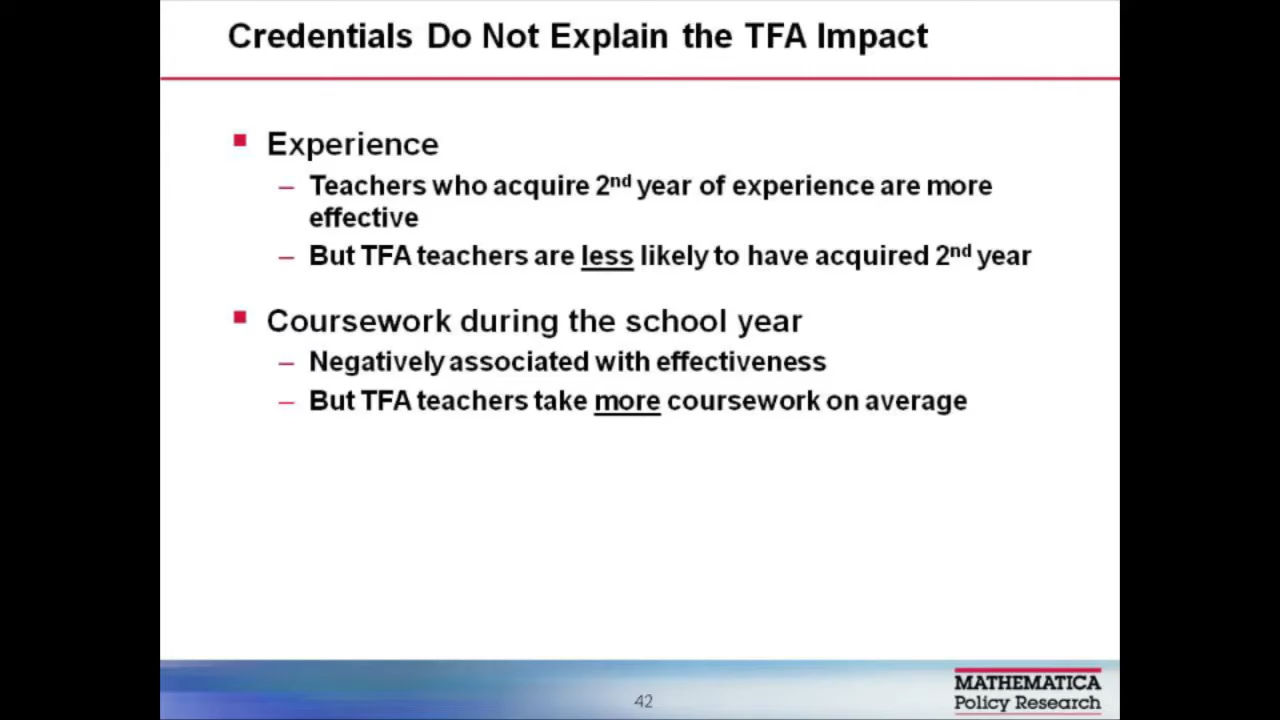 Credentials Do Not Explain the TFA Impact
Experience
– Teachers who acquire 2nd year of experience are more
effective
– But TFA teachers are less likely to have acquired 2nd year
Coursework during the school year
– Negatively associated with effectiveness
– But TFA teachers take more coursework on average
42
MATHEMATICA
Policy Research